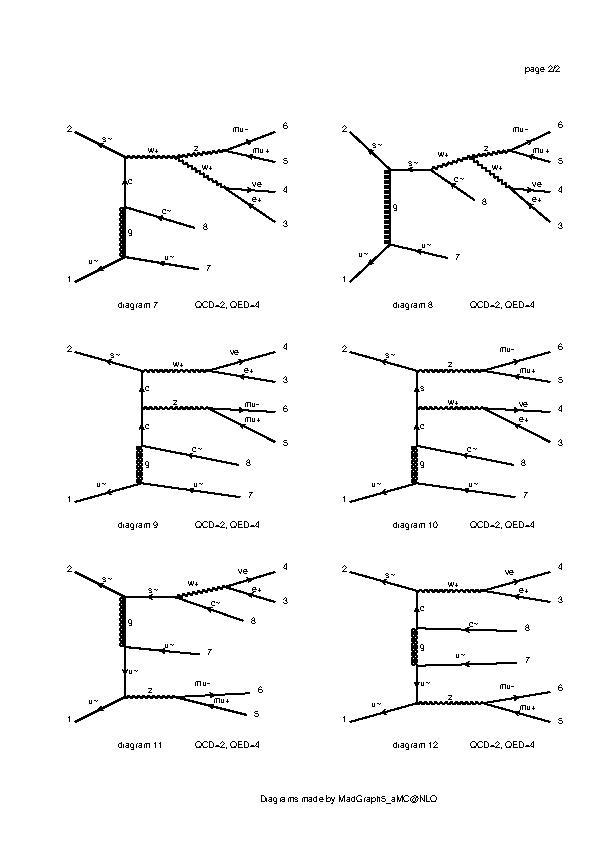 page 2/2
2 s~ w+ z mu- 6
mu+ 5
c ve 4
e+ 3
c~ 8
g
u~ u~ 7
1
diagram 7 QCD=2, QED=4
2 s~ w+ z mu- 6
mu+ 5
s~ c~ 8
ve 4
e+ 3
g
u~ u~ 7
1
diagram 8 QCD=2, QED=4
2 s~ w+ ve 4
e+ 3
c
z mu- 6
mu+ 5
c
c~ 8
g
u~ u~ 7
1
diagram 9 QCD=2, QED=4
2 s~ z mu- 6
mu+ 5
s
w+ ve 4
e+ 3
c
c~ 8
g
u~ u~ 7
1
diagram 10 QCD=2, QED=4
2 s~ s~ w+ ve 4
e+ 3
c~ 8
g
u~ 7
u~
u~ z mu- 6
mu+ 5
1
diagram 11 QCD=2, QED=4
2 s~ w+ ve 4
e+ 3
c
c~ 8
g
u~ 7
u~
u~ z mu- 6
mu+ 5
1
diagram 12 QCD=2, QED=4
Diagrams made by MadGraph5_aMC@NLO